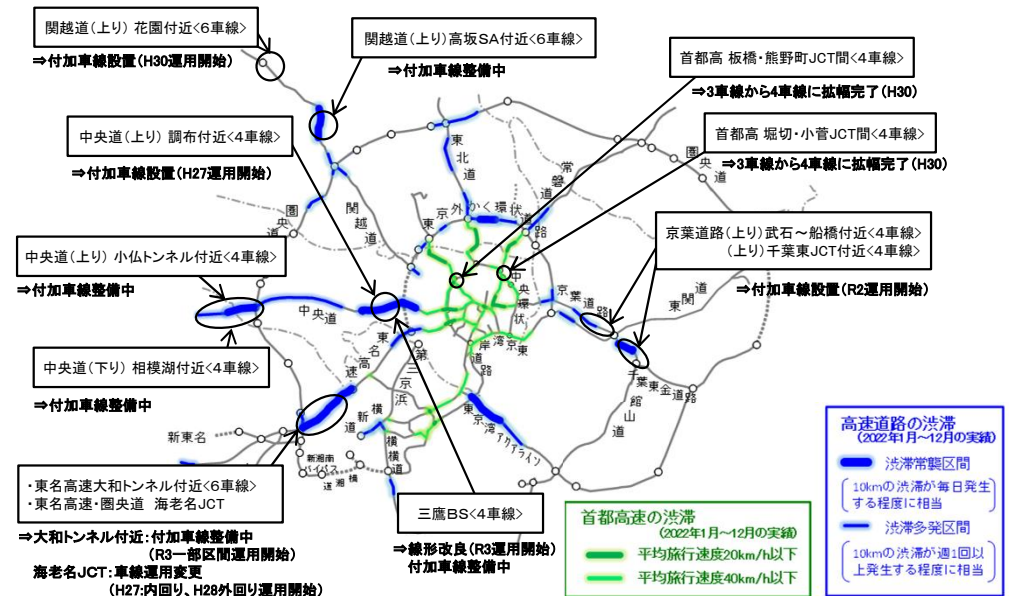 関越道(上り) 花園付近<6車線>
⇒付加車線設置(H30運用開始)
関越道(上り)高坂SA付近<6車線>
⇒付加車線整備中
首都高 板橋・熊野町JCT間<4車線>
⇒3車線から4車線に拡幅完了(H30)
中央道(上り) 調布付近<4車線>
⇒付加車線設置(H27運用開始)
首都高 堀切・小菅JCT間<4車線>
⇒3車線から4車線に拡幅完了(H30)
京葉道路(上り)武石～船橋付近<4車線>
(上り)千葉東JCT付近<4車線>
⇒付加車線設置(R2運用開始)
中央道(上り) 小仏トンネル付近<4車線>
⇒付加車線整備中
中央道(下り) 相模湖付近<4車線>
⇒付加車線整備中
・東名高速大和トンネル付近<6車線>
・東名高速・圏央道 海老名JCT
⇒大和トンネル付近:付加車線整備中
(R3一部区間運用開始)
海老名JCT:車線運用変更
(H27:内回り、H28外回り運用開始)
三鷹BS<4車線>
⇒線形改良(R3運用開始)
付加車線整備中
東北道
常磐道
圏央道
関越道
圏央道
東京外かく環状道路
中央環状
中央道
京葉道路
東関道
東名高速
第三京浜
湾岸道路
東京
千葉東金道路
館山道
東京湾アクアライン
新東名
新湘南
バイパス
新横浜
横横道
首都高速の渋滞
(2022年1月～12月の実績)
平均旅行速度20km/h以下
平均旅行速度40km/h以下
高速道路の渋滞
(2022年1月～12月の実績)
渋滞常襲区間
10kmの渋滞が毎日発生
する程度に相当
渋滞多発区間
10kmの渋滞が週1回以
上発生する程度に相当